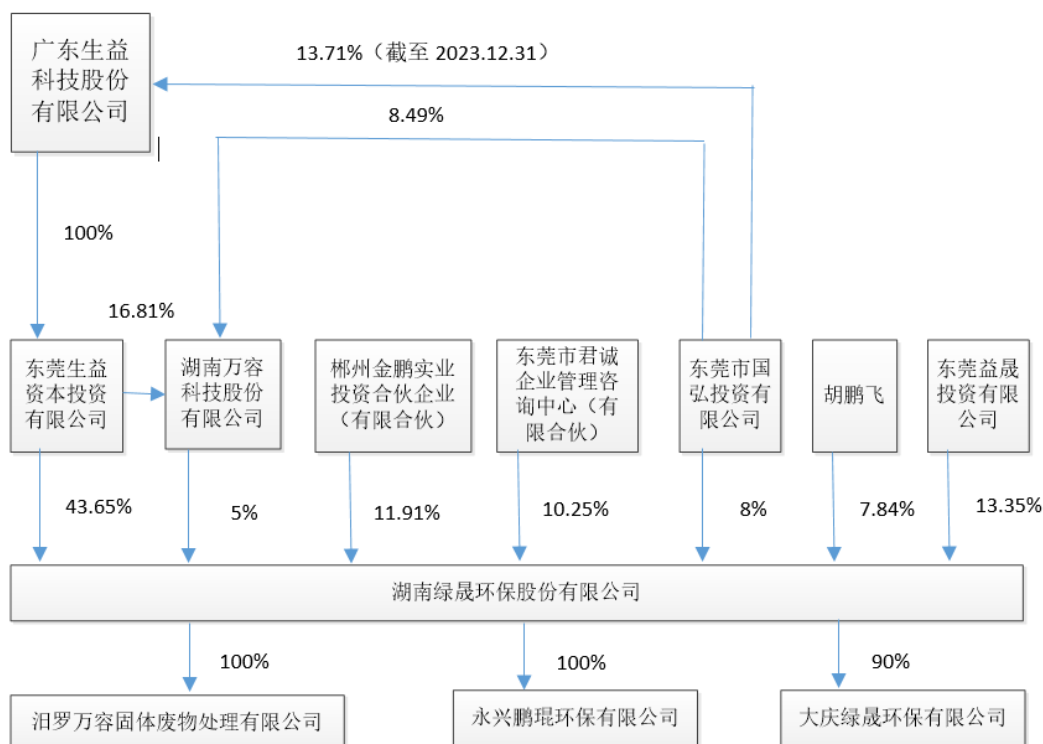 广东生益
科技股份
有限公司
13.71%（截至 2023.12.31）
8.49%
100%
16.81%
东莞生益
资本投资
有限公司
湖南万容
科技股份
有限公司
郴州金鹏实业
投资合伙企业
（有限合伙）
东莞市君诚
企业管理咨
询中心（有
限合伙）
东莞市国
弘投资有
限公司
胡鹏飞
东莞益晟
投资有限
公司
43.65%
5%
11.91%
10.25%
8%
7.84%
13.35%
湖南绿晟环保股份有限公司
100%
100%
90%
汨罗万容固体废物处理有限公司
永兴鹏琨环保有限公司
大庆绿晟环保有限公司